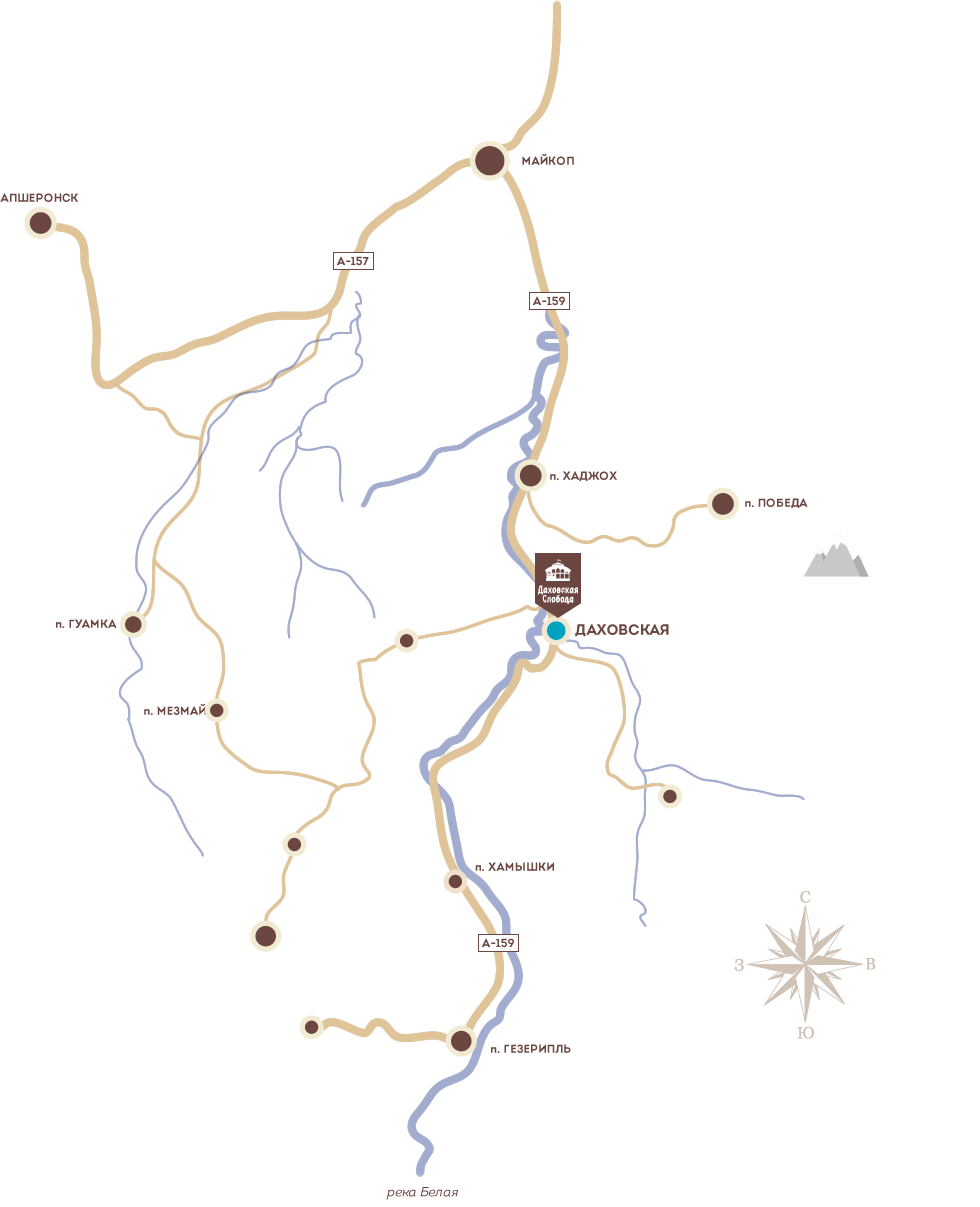 МАЙКОП
АПШЕРОНСК
А-157
А-159
п. ХАДЖОХ
п. ПОБЕДА
Даховская
Слобода
п. ГУАМКА
ДАХОВСКАЯ
п. МЕЗМАЙ
п. ХАМЫШКИ
С
А-159
З
В
Ю
п. ГЕЗЕРИПЛЬ
река Белая